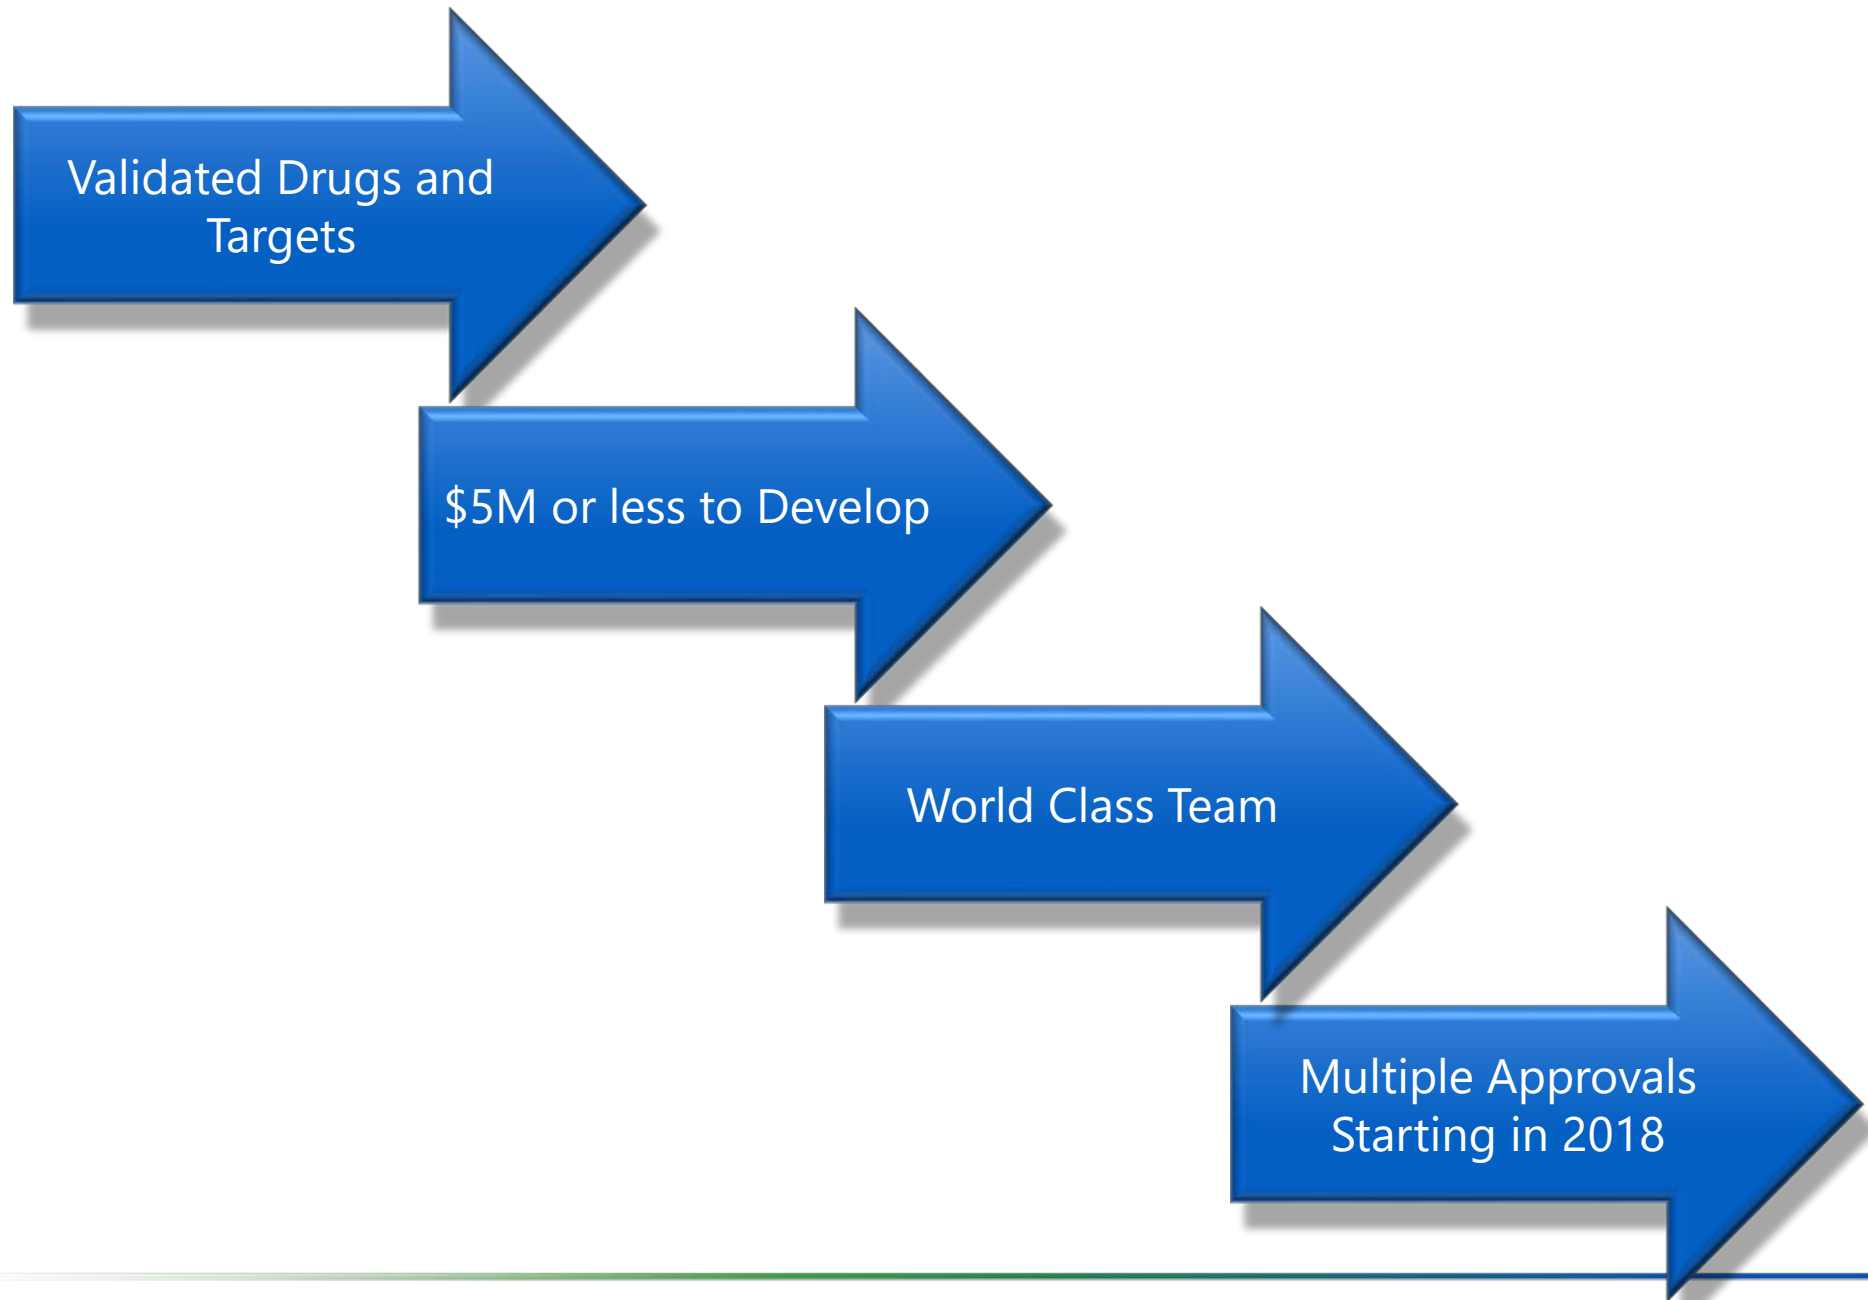 Validated Drugs and
Targets
$5M or less to Develop
World Class Team
Multiple Approvals
Starting in 2018